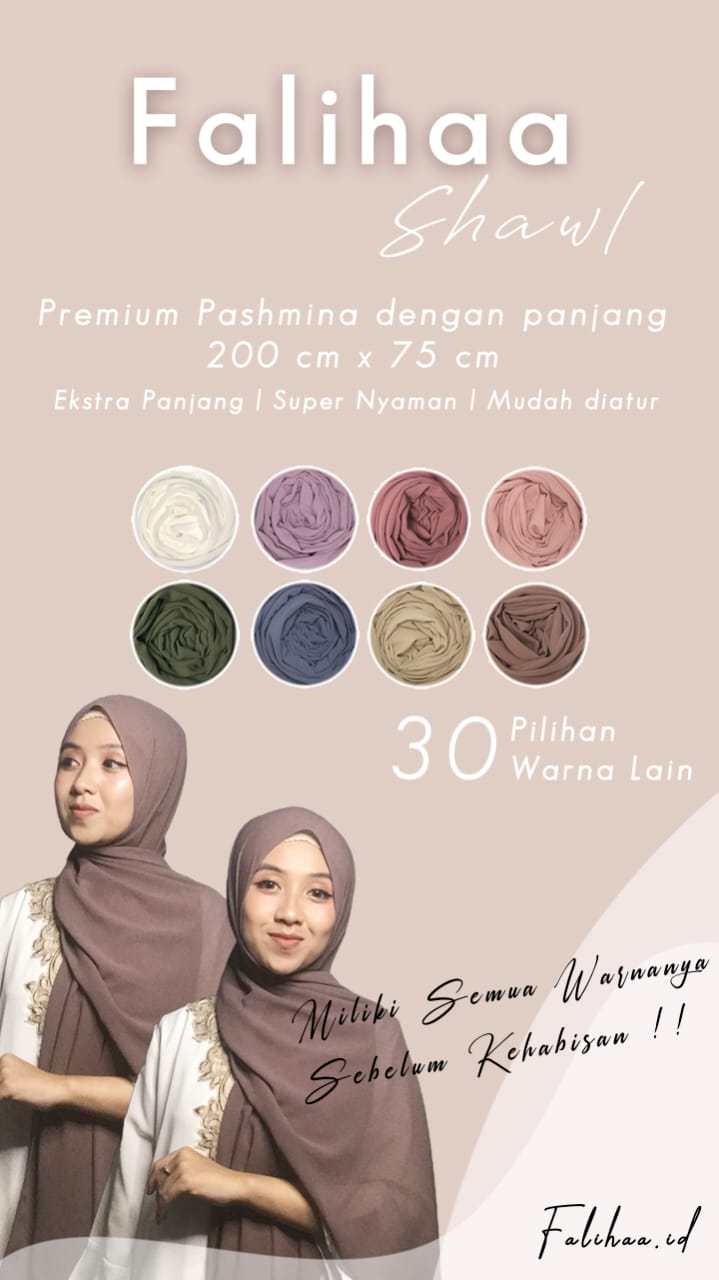 Falihaa
Shawl
Premium Pashmina dengan panjang
200 cm x 75 cm
Ekstra Panjang | Super Nyaman | Mudah diatur
30 Pilihan
Warna Lain
Miliki Semua Warnanya
Sebelum Kehabisan !!
Falihaa.id